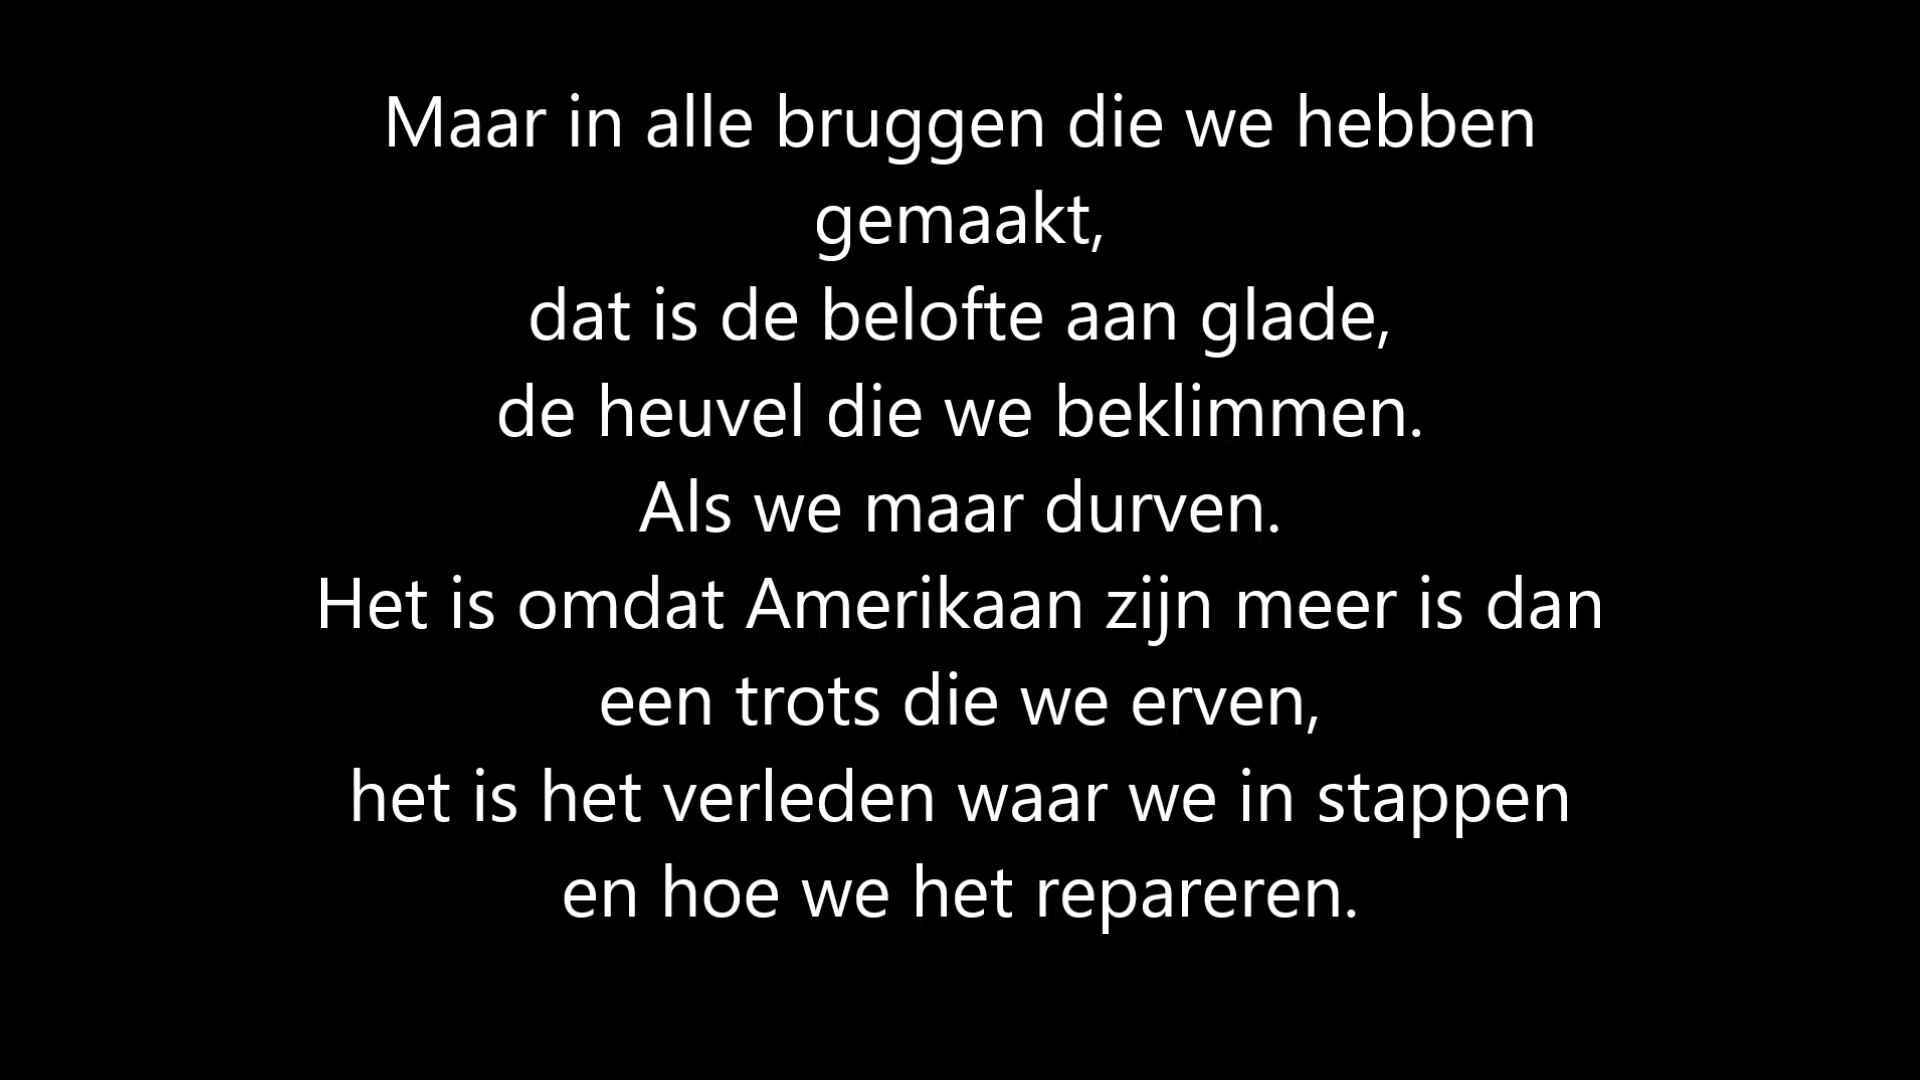 Maar in alle bruggen die we hebben
gemaakt,
dat is de belofte aan glade,
de heuvel die we beklimmen.
Als we maar durven.
Het is omdat Amerikaan zijn meer is dan
een trots die we erven,
het is het verleden waar we in stappen
en hoe we het repareren.